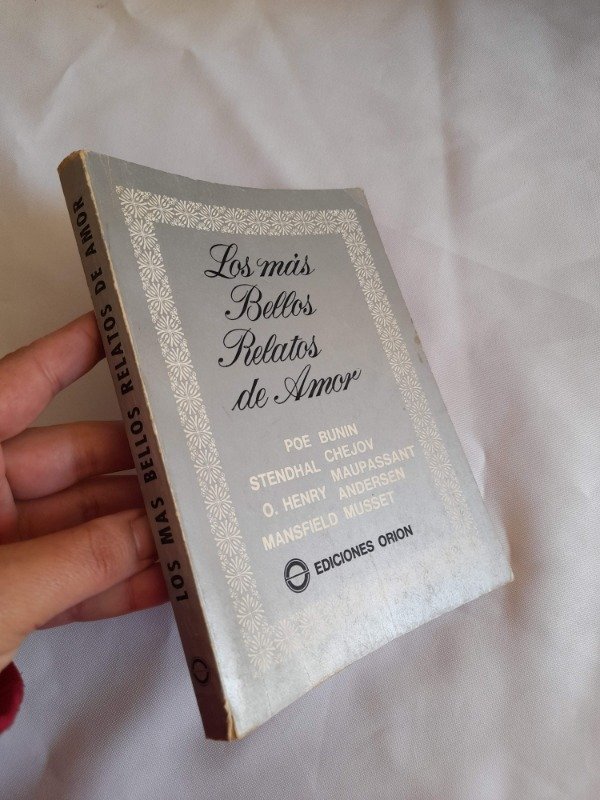 Los más
Bellos
Relatos
de Amor
POE BUNIN
STENDHAL CHEJOV
O. HENRY MAUPASSANT
MANSFIELD ANDERSEN
MUSSET
EDICIONES ORION
LOS MAS BELLOS RELATOS DE AMOR